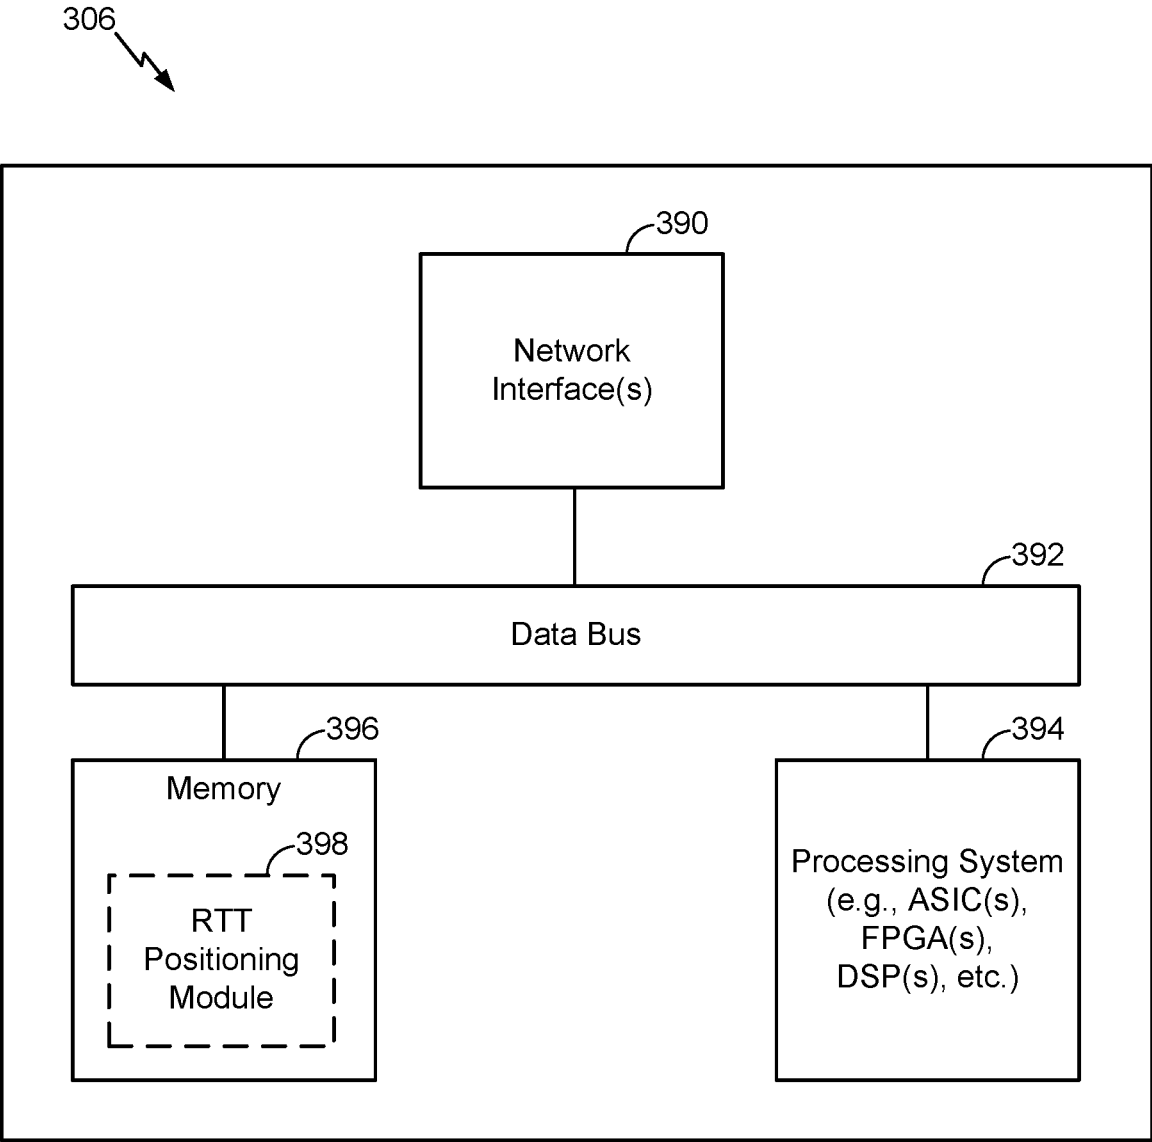 306
390
Network
Interface(s)
392
Data Bus
396
394
Memory
398
RTT
Positioning
Module
Processing System
(e.g., ASIC(s),
FPGA(s),
DSP(s), etc.)